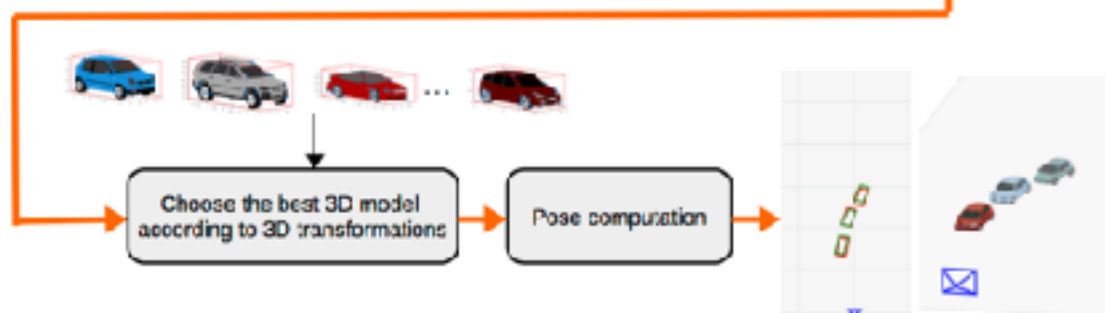 ...
Choose the best 3D model
according to 3D transformations
Pose computation